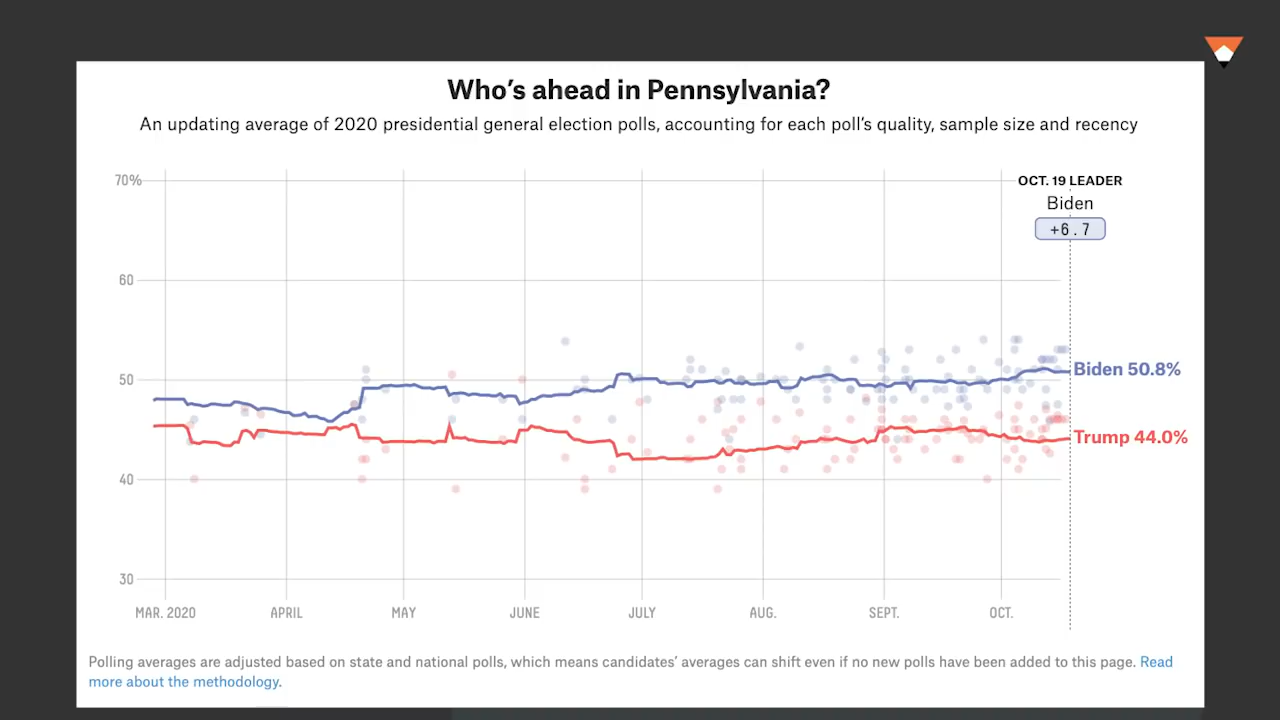 Who's ahead in Pennsylvania?
An updating average of 2020 presidential general election polls, accounting for each poll's quality, sample size and recency
70%
OCT. 19 LEADER
Biden
+6.7
60
50
Biden 50.8%
Trump 44.0%
40
30
MAR. 2020 APRIL MAY JUNE JULY AUG. SEPT. OCT.
Polling averages are adjusted based on state and national polls, which means candidates' averages can shift even if no new polls have been added to this page. Read
more about the methodology.